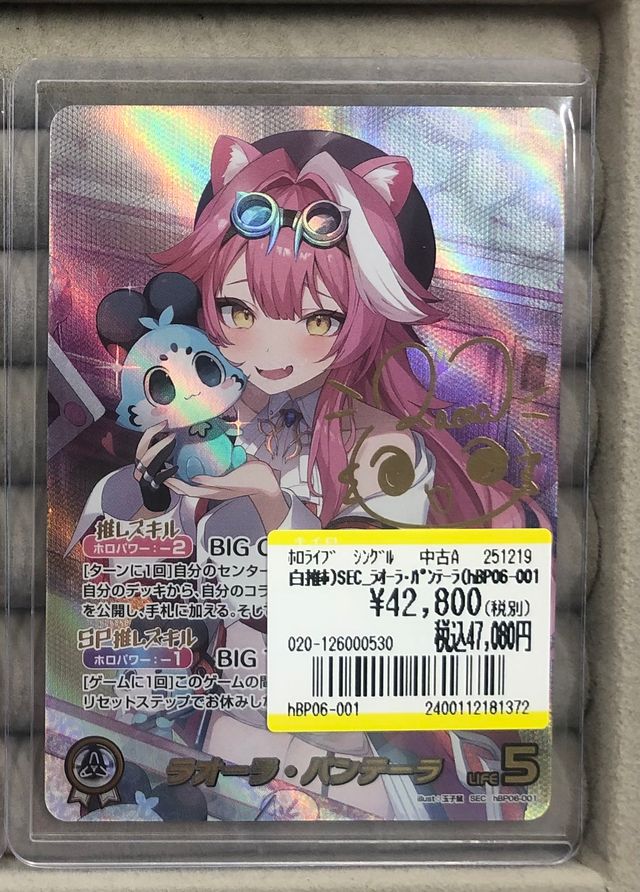 Raora
推しスキル
ホロパワー：－2 BIG
[ターンに1回]自分のセンター
自分のデッキから、自分のコラ
を公開し、手札に加える。そし
SP推しスキル
ホロパワー：－1 BIG
[ゲームに1回]このゲームの間
リセットステップでお休みし
ﾎﾛﾗｲﾌﾞ ｼﾝｸﾞﾙ 中古A 251219
白推ﾎ)SEC_ﾗｵｰﾗ･ﾊﾟﾝﾃｰﾗ(hBP06-001
¥42,800(税別)
020-126000530 税込47,080円
hBP06-001 2400112181372
ラオーラ・パンテーラ LIFE 5
illust：玉子鼠 SEC hBP06-001